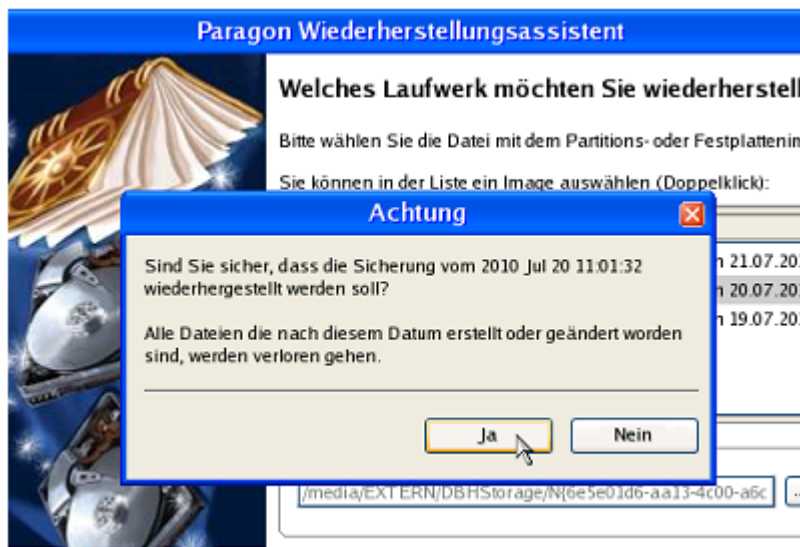 Paragon Wiederherstellungsassistent
Welches Laufwerk möchten Sie wiederherstell
Bitte wählen Sie die Datei mit dem Partitions- oder Festplattenim
Sie können in der Liste ein Image auswählen (Doppelklick):
Achtung
Sind Sie sicher, dass die Sicherung vom 2010 Jul 20 11:01:32
wiederhergestellt werden soll?
Alle Dateien die nach diesem Datum erstellt oder geändert worden
sind, werden verloren gehen.
Ja
Nein
21.07.20
20.07.20
19.07.20
/media/EXTERN/DBHStorage/N{6e5e01d6-aa13-4c00-a6c